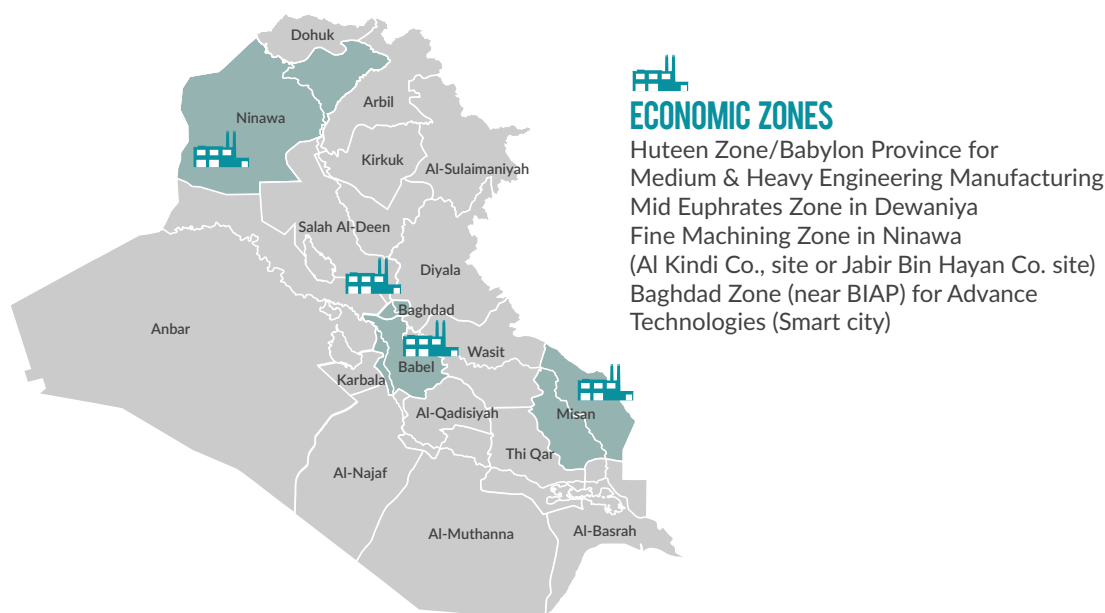 Dohuk
Ninawa
Arbil
Kirkuk
Al-Sulaimaniyah
Salah Al-Deen
Diyala
Baghdad
Anbar
Wasit
Babel
Karbala
Al-Qadisiyah
Misan
Thi Qar
Al-Najaf
Al-Muthanna
Al-Basrah
ECONOMIC ZONES
Huteen Zone/Babylon Province for
Medium & Heavy Engineering Manufacturing
Mid Euphrates Zone in Dewaniya
Fine Machining Zone in Ninawa
(Al Kindi Co., site or Jabir Bin Hayan Co. site)
Baghdad Zone (near BIAP) for Advance
Technologies (Smart city)